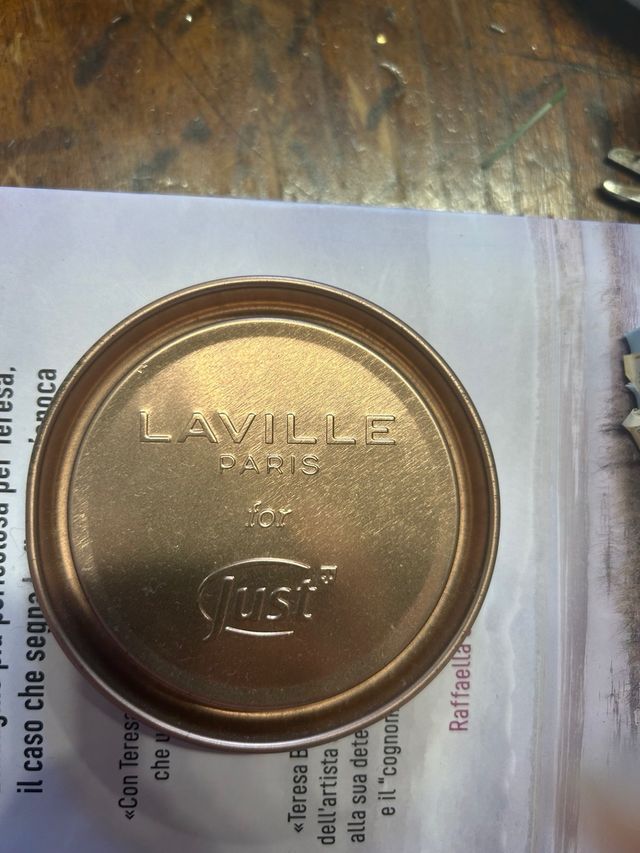 LAVILLE
PARIS
for
Just
il caso che segna
«Con Teresa
che u
«Teresa B
dell'artista
alla sua dete
e il "cognom
Raffaella